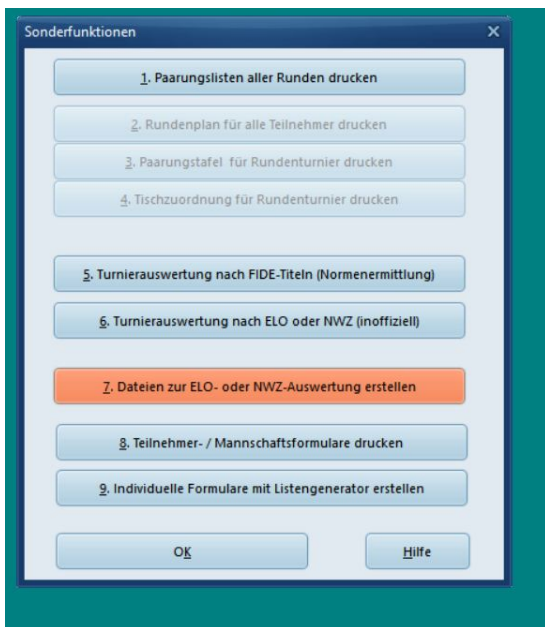 Sonderfunktionen
1. Paarungslisten aller Runden drucken
2. Rundenplan für alle Teilnehmer drucken
3. Paarungstafel für Rundenturnier drucken
4. Tischzuordnung für Rundenturnier drucken
5. Turnierauswertung nach FIDE-Titeln (Normenermittlung)
6. Turnierauswertung nach ELO oder NWZ (inoffiziell)
7. Dateien zur ELO- oder NWZ-Auswertung erstellen
8. Teilnehmer- / Mannschaftsformulare drucken
9. Individuelle Formulare mit Listengenerator erstellen
OK Hilfe